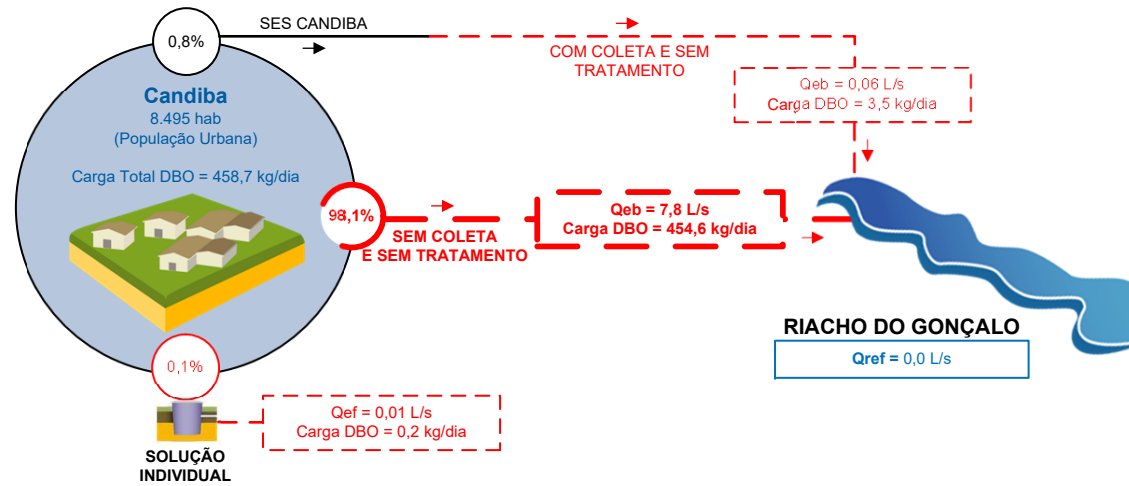 0,8%
SES CANDIBA
COM COLETA E SEM
TRATAMENTO
Qeb = 0,06 L/s
Carga DBO = 3,5 kg/dia
Candiba
8.495 hab
(População Urbana)
Carga Total DBO = 458,7 kg/dia
99,1%
SEM COLETA
E SEM TRATAMENTO
Qeb = 7,8 L/s
Carga DBO = 454,6 kg/dia
RIACHO DO GONÇALO
Qref = 0,0 L/s
0,1%
Qef = 0,01 L/s
Carga DBO = 0,2 kg/dia
SOLUÇÃO
INDIVIDUAL